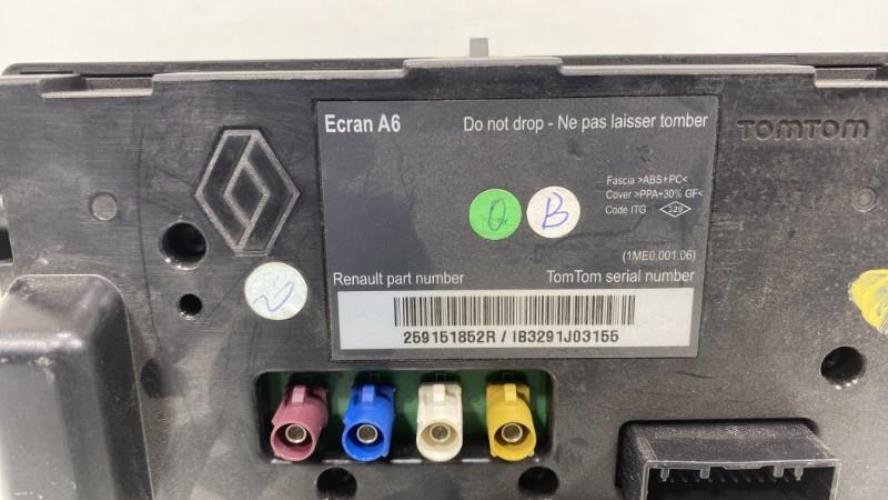 Ecran A6
Do not drop - Ne pas laisser tomber
TOMTOM
Fascia >ABS+PC<
Cover >PPA+30% GF<
Code ITG 329
Q
B
(1ME0.001.06)
Renault part number
TomTom serial number
259151852R / IB3291J03155